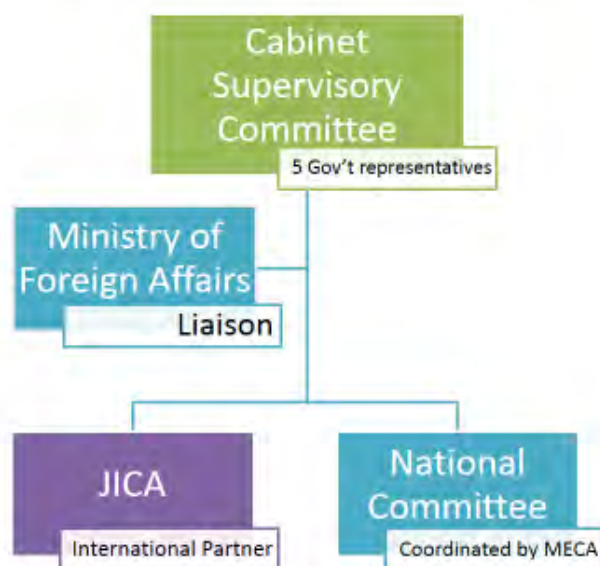 Cabinet
Supervisory
Committee
5 Gov't representatives
Ministry of
Foreign Affairs
Liaison
JICA
International Partner
National
Committee
Coordinated by MECA